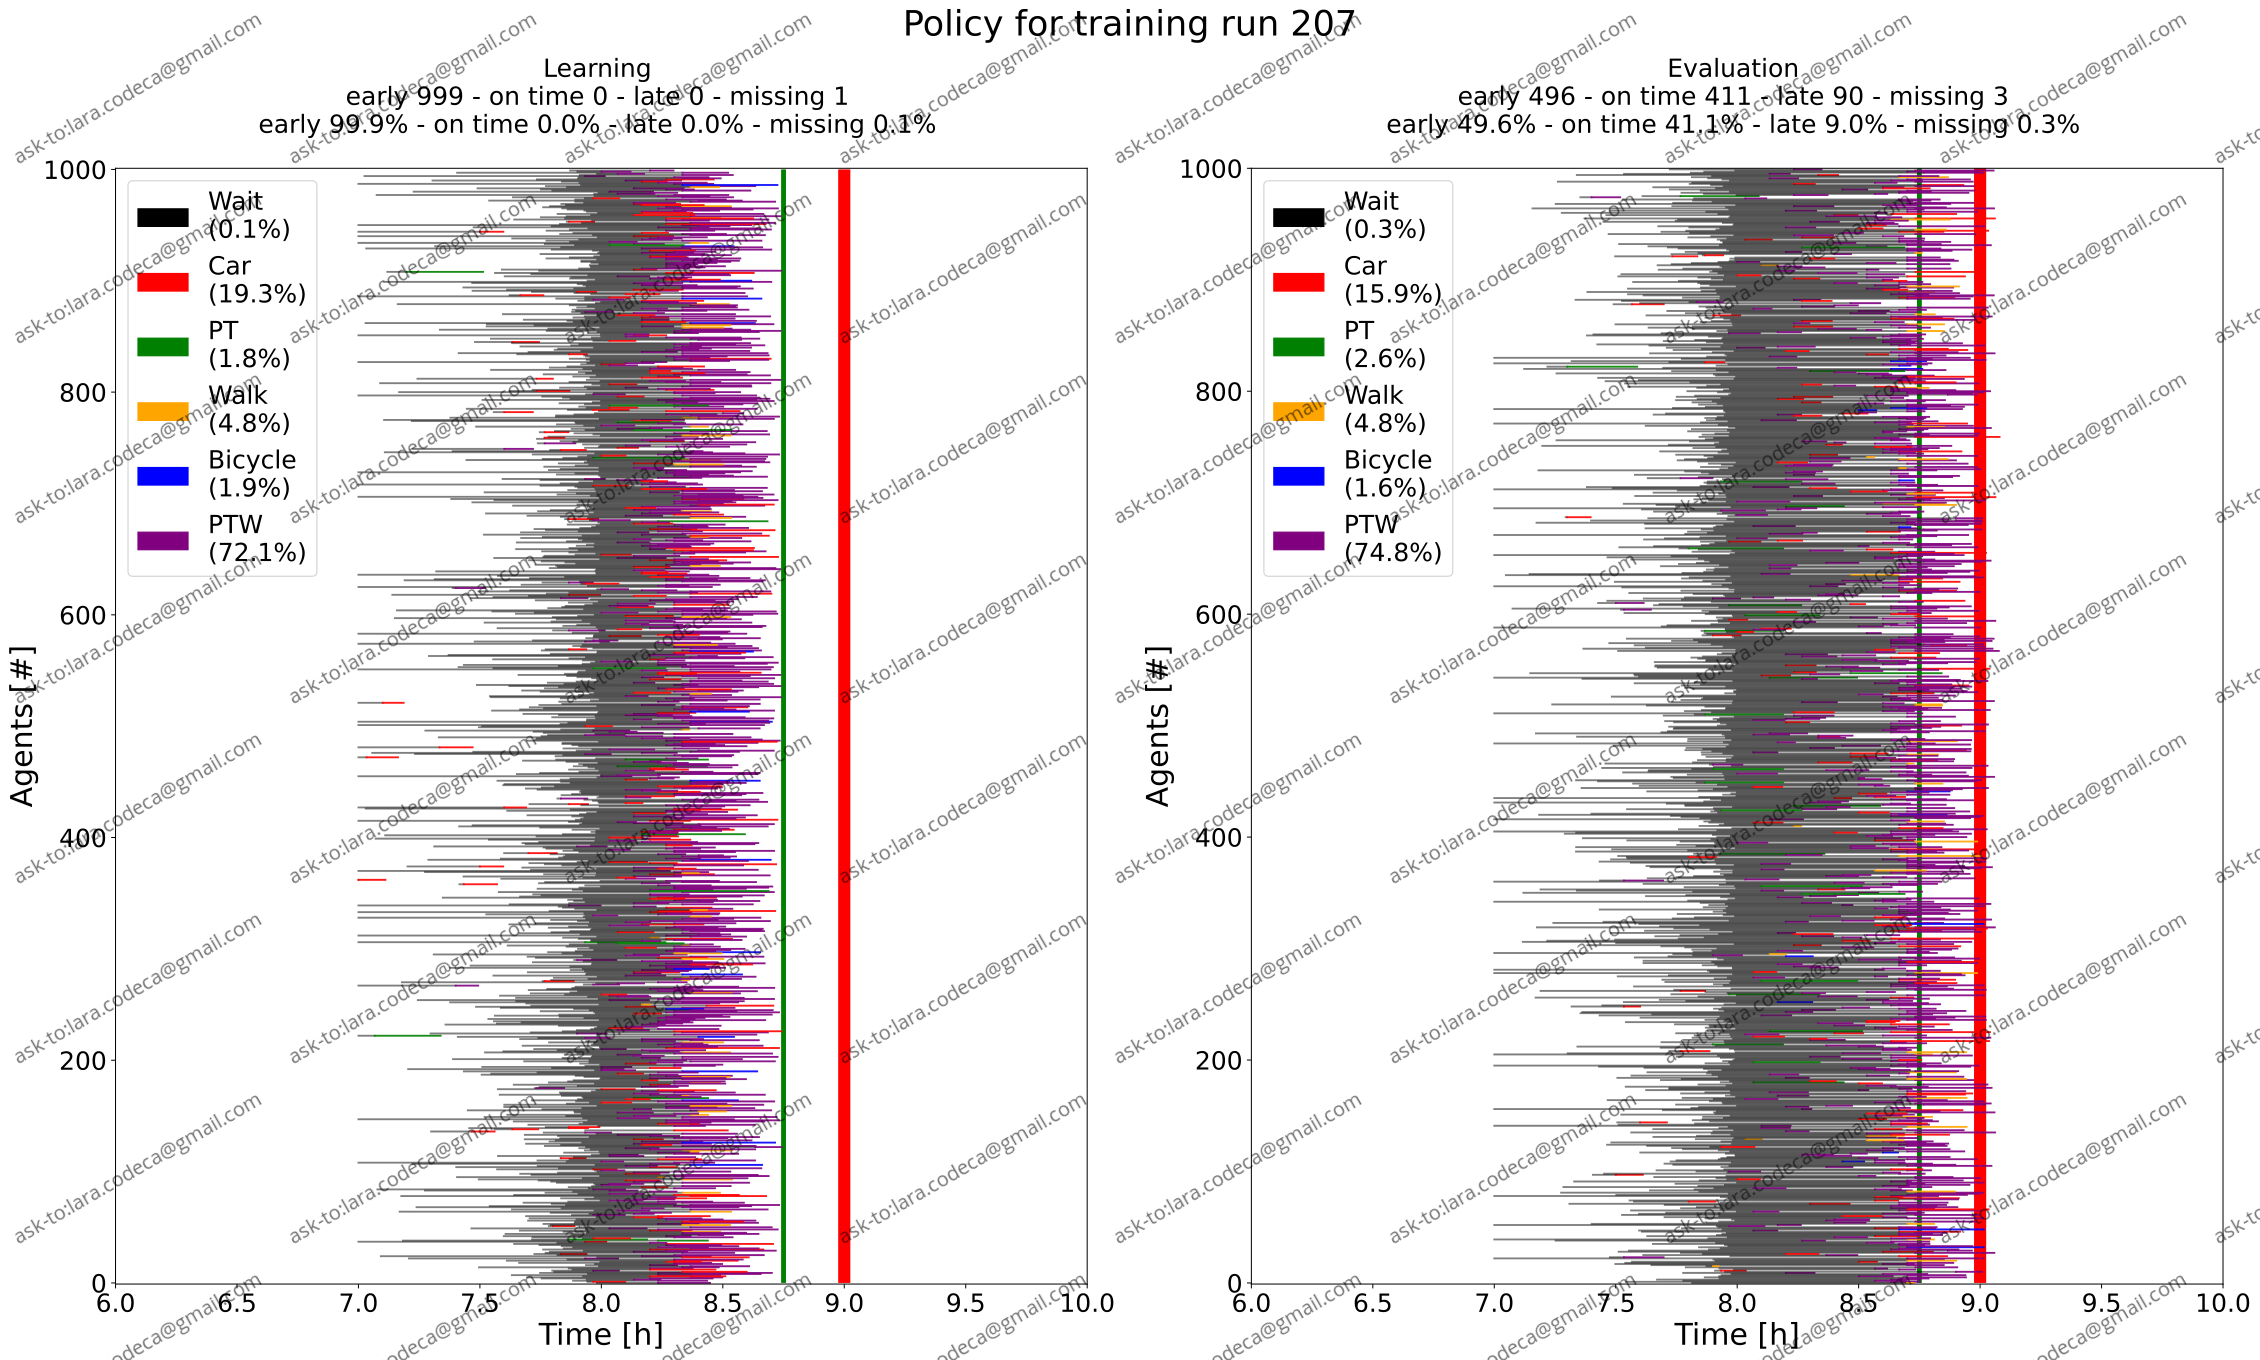 Policy for training run 207
Learning
early 999 - on time 0 - late 0 - missing 1
early 99.9% - on time 0.0% - late 0.0% - missing 0.1%
Evaluation
early 496 - on time 411 - late 90 - missing 3
early 49.6% - on time 41.1% - late 9.0% - missing 0.3%
Agents [#]
1000
800
600
400
200
0
Wait
(0.1%)
Car
(19.3%)
PT
(1.8%)
Walk
(4.8%)
Bicycle
(1.9%)
PTW
(72.1%)
6.0 6.5 7.0 7.5 8.0 8.5 9.0 9.5 10.0
Time [h]
Agents [#]
1000
800
600
400
200
0
Wait
(0.3%)
Car
(15.9%)
PT
(2.6%)
Walk
(4.8%)
Bicycle
(1.6%)
PTW
(74.8%)
6.0 6.5 7.0 7.5 8.0 8.5 9.0 9.5 10.0
Time [h]
ask-to:lara.codeca@gmail.com